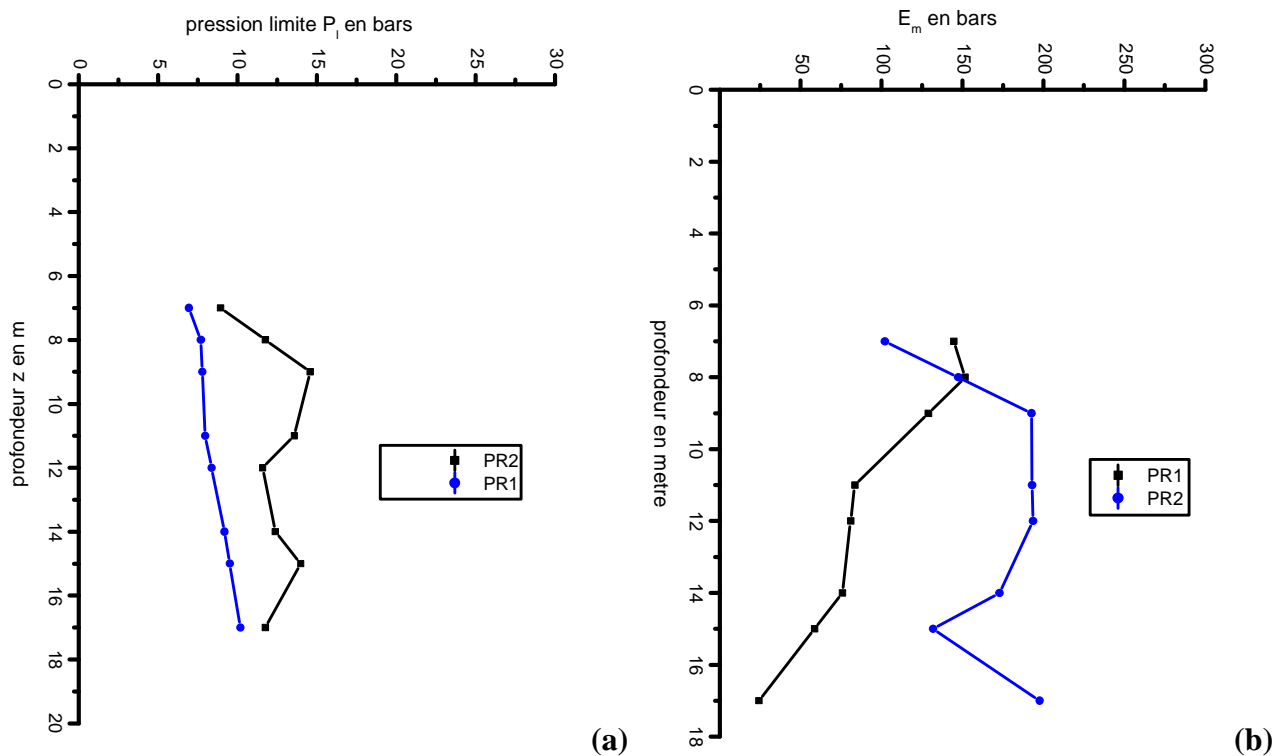 pression limite P_l en bars
0 5 10 15 20 25 30
0
2
4
6
8
10
12
14
16
18
20
profondeur z en m
PR2
PR1
(a)
E_m en bars
50 100 150 200 250 300
0
2
4
6
8
10
12
14
16
18
profondeur en metre
PR1
PR2
(b)